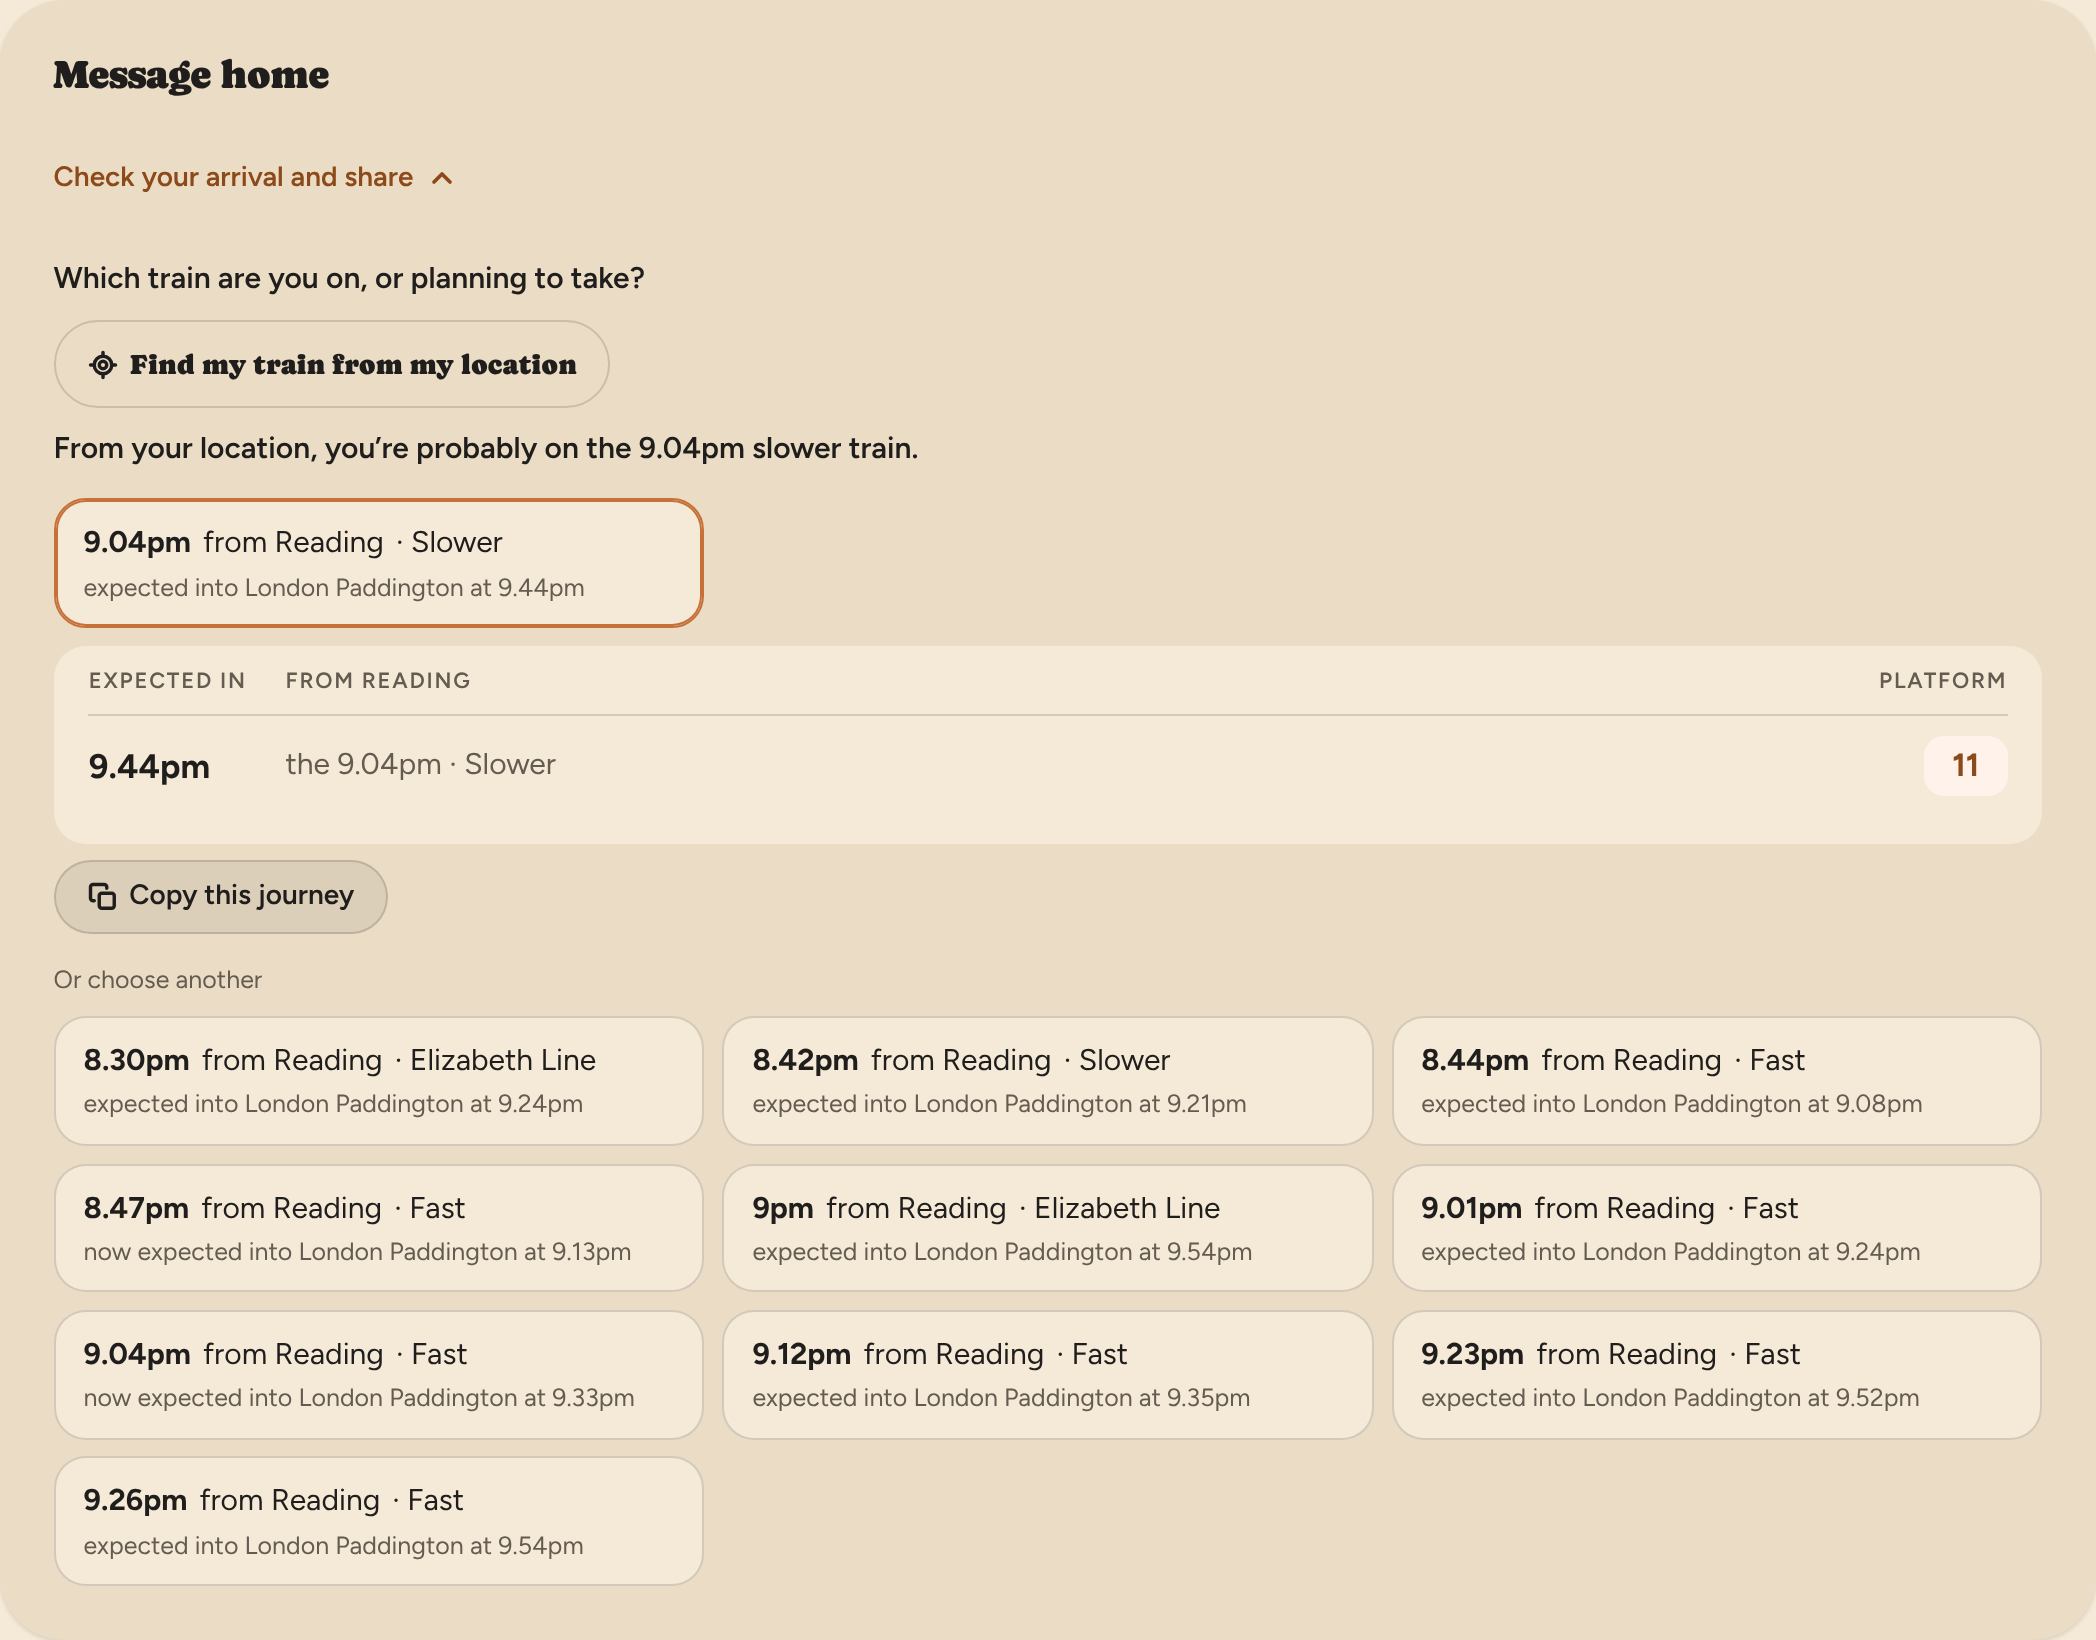 Message home
Check your arrival and share
Which train are you on, or planning to take?
Find my train from my location
From your location, you’re probably on the 9.04pm slower train.
9.04pm from Reading · Slower
expected into London Paddington at 9.44pm
EXPECTED IN FROM READING PLATFORM
9.44pm the 9.04pm · Slower 11
Copy this journey
Or choose another
8.30pm from Reading · Elizabeth Line
expected into London Paddington at 9.24pm
8.42pm from Reading · Slower
expected into London Paddington at 9.21pm
8.44pm from Reading · Fast
expected into London Paddington at 9.08pm
8.47pm from Reading · Fast
now expected into London Paddington at 9.13pm
9pm from Reading · Elizabeth Line
expected into London Paddington at 9.54pm
9.01pm from Reading · Fast
expected into London Paddington at 9.24pm
9.04pm from Reading · Fast
now expected into London Paddington at 9.33pm
9.12pm from Reading · Fast
expected into London Paddington at 9.35pm
9.23pm from Reading · Fast
expected into London Paddington at 9.52pm
9.26pm from Reading · Fast
expected into London Paddington at 9.54pm